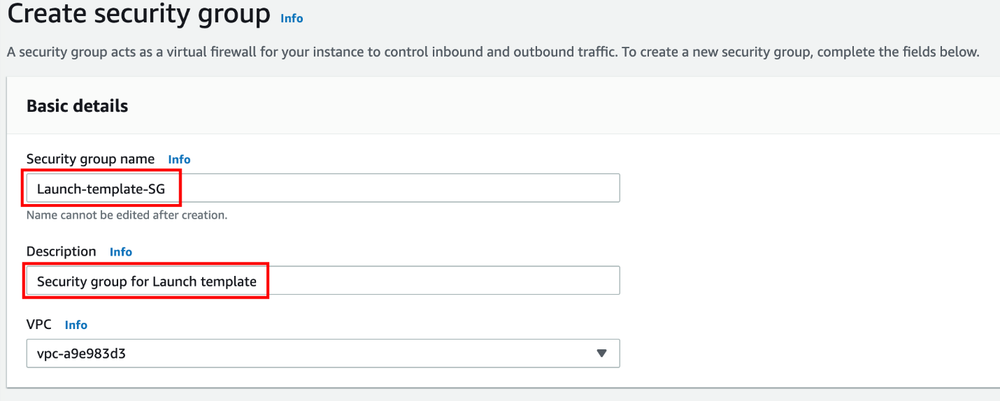 Create security group Info
A security group acts as a virtual firewall for your instance to control inbound and outbound traffic. To create a new security group, complete the fields below.
Basic details
Security group name Info
Launch-template-SG
Name cannot be edited after creation.
Description Info
Security group for Launch template
VPC Info
vpc-a9e983d3